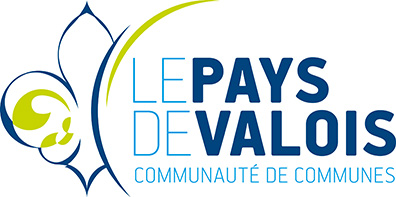 LE PAYS
DE VALOIS
COMMUNAUTÉ DE COMMUNES